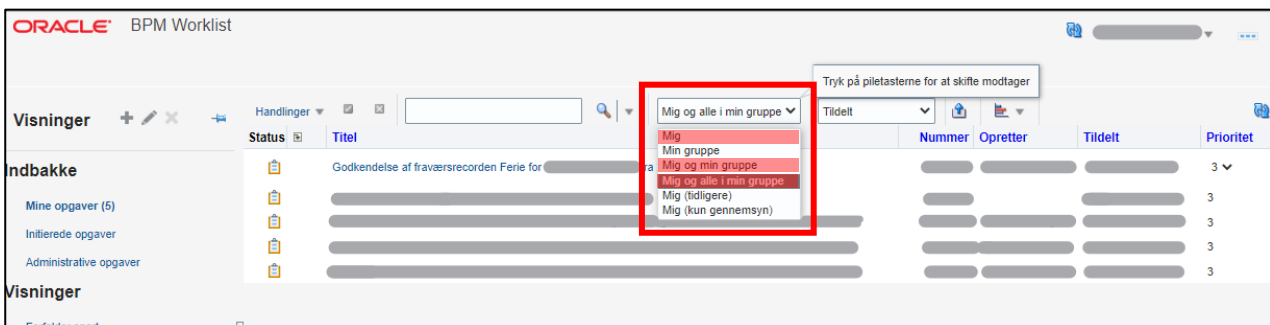 ORACLE BPM Worklist
Tryk på piletasterne for at skifte modtager
Visninger
Handlinger
Mig og alle i min gruppe
Tildelt
Status Titel Nummer Opretter Tildelt Prioritet
Mig
Min gruppe
Mig og min gruppe
Mig og alle i min gruppe
Mig (tidligere)
Mig (kun gennemsyn)
Indbakke
Godkendelse af fraværsrecorden Ferie for
3
Mine opgaver (5)
3
Initierede opgaver
3
3
Administrative opgaver
3
Visninger